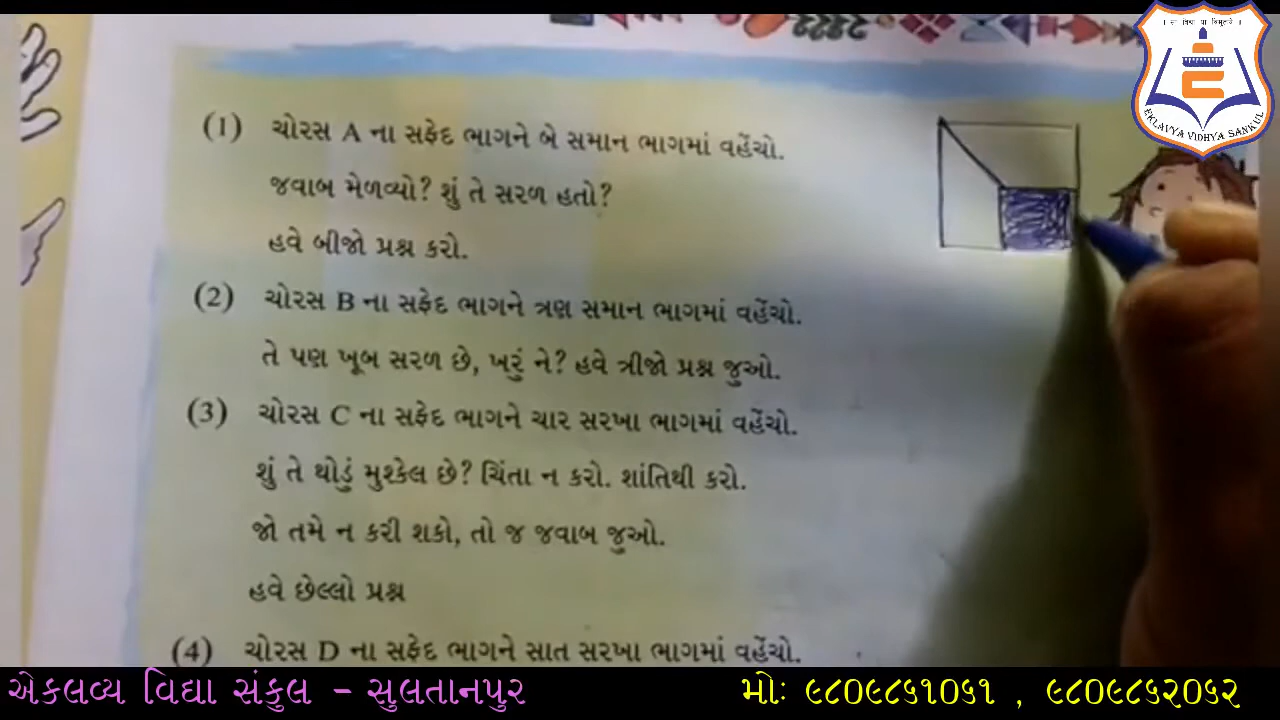 । सा विद्या या विमुक्तये ।
EKLAVYA VIDHYA SANKUL
(1) ચોરસ A ના સફેદ ભાગને બે સમાન ભાગમાં વહેંચો.
જવાબ મેળવ્યો? શું તે સરળ હતો?
હવે બીજો પ્રશ્ન કરો.
(2) ચોરસ B ના સફેદ ભાગને ત્રણ સમાન ભાગમાં વહેંચો.
તે પણ ખૂબ સરળ છે, ખરું ને? હવે ત્રીજો પ્રશ્ન જુઓ.
(3) ચોરસ C ના સફેદ ભાગને ચાર સરખા ભાગમાં વહેંચો.
શું તે થોડું મુશ્કેલ છે? ચિંતા ન કરો. શાંતિથી કરો.
જો તમે ન કરી શકો, તો જ જવાબ જુઓ.
હવે છેલ્લો પ્રશ્ન
(4) ચોરસ D ના સફેદ ભાગને સાત સરખા ભાગમાં વહેંચો.
એકલવ્ય વિદ્યા સંકુલ - સુલતાનપુર
મોઃ ૯૮૦૯૮૬૧૦૬૧ , ૯૮૦૯૮૬૨૦૬૨